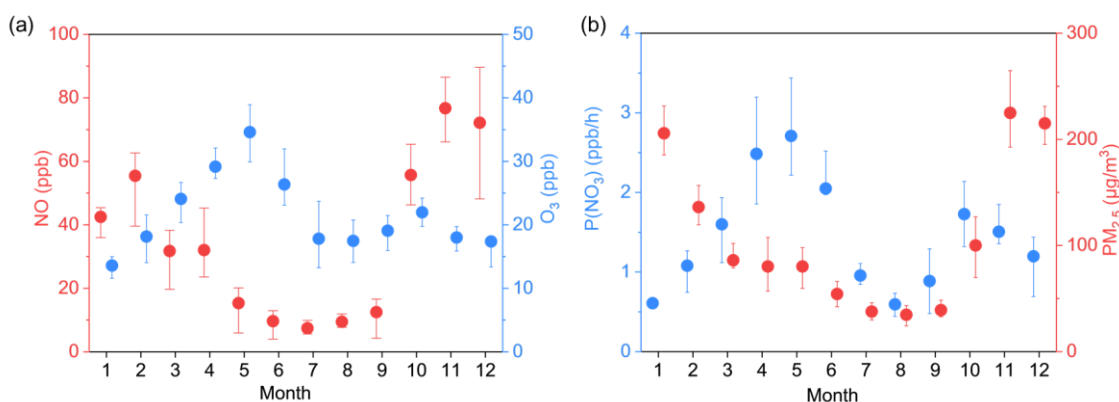 (a)
100
80
60
40
20
0
NO (ppb)
50
40
30
20
10
0
O₃ (ppb)
1 2 3 4 5 6 7 8 9 10 11 12
Month
(b)
4
3
2
1
0
P(NO₃) (ppb/h)
300
200
100
0
PM₂.₅ (μg/m³)
1 2 3 4 5 6 7 8 9 10 11 12
Month